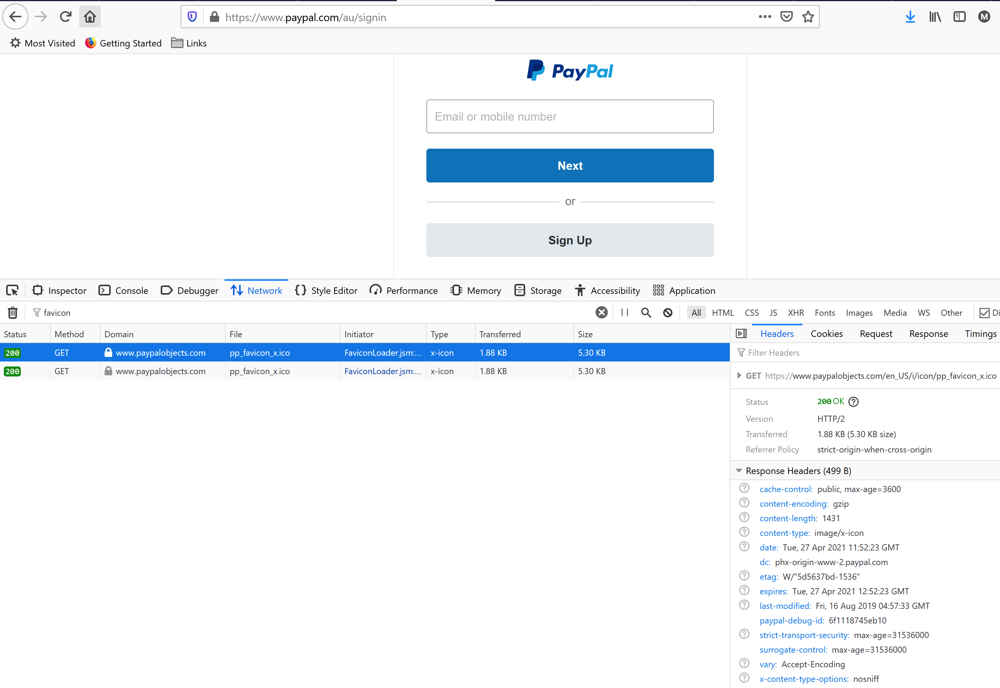 https://www.paypal.com/au/signin
M
Most Visited Getting Started Links
PayPal
Email or mobile number
Next
or
Sign Up
Inspector Console Debugger Network Style Editor Performance Memory Storage Accessibility Application
favicon All HTML CSS JS XHR Fonts Images Media WS Other Di
Status Method Domain File Initiator Type Transferred Size
200 GET www.paypalobjects.com pp_favicon_x.ico FaviconLoader.jsm:... x-icon 1.88 KB 5.30 KB
200 GET www.paypalobjects.com pp_favicon_x.ico FaviconLoader.jsm:... x-icon 1.88 KB 5.30 KB
Headers Cookies Request Response Timings
Filter Headers
GET https://www.paypalobjects.com/en_US/i/icon/pp_favicon_x.ico
Status 200 OK
Version HTTP/2
Transferred 1.88 KB (5.30 KB size)
Referrer Policy strict-origin-when-cross-origin
Response Headers (499 B)
cache-control: public, max-age=3600
content-encoding: gzip
content-length: 1431
content-type: image/x-icon
date: Tue, 27 Apr 2021 11:52:23 GMT
dc: phx-origin-www-2.paypal.com
etag: W/"5d5637bd-1536"
expires: Tue, 27 Apr 2021 12:52:23 GMT
last-modified: Fri, 16 Aug 2019 04:57:33 GMT
paypal-debug-id: 6f1118745eb10
strict-transport-security: max-age=31536000
surrogate-control: max-age=31536000
vary: Accept-Encoding
x-content-type-options: nosniff